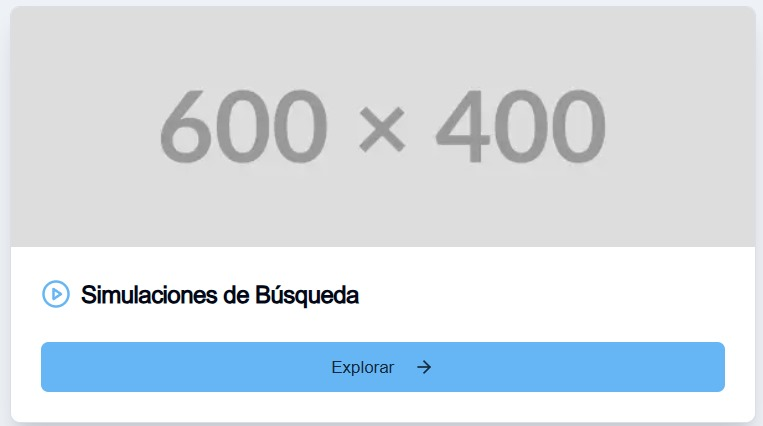 600 × 400
Simulaciones de Búsqueda
Explorar